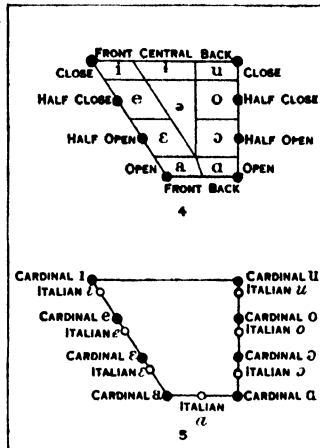 FRONT CENTRAL BACK
CLOSE i ɨ u CLOSE
HALF CLOSE e ə o HALF CLOSE
HALF OPEN ɛ ɔ HALF OPEN
OPEN a ɑ OPEN
FRONT BACK
4
CARDINAL i CARDINAL u
ITALIAN i ITALIAN u
CARDINAL e CARDINAL o
ITALIAN e ITALIAN o
CARDINAL ɛ CARDINAL ɔ
ITALIAN ɛ ITALIAN ɔ
CARDINAL a CARDINAL ɑ
ITALIAN
a
5